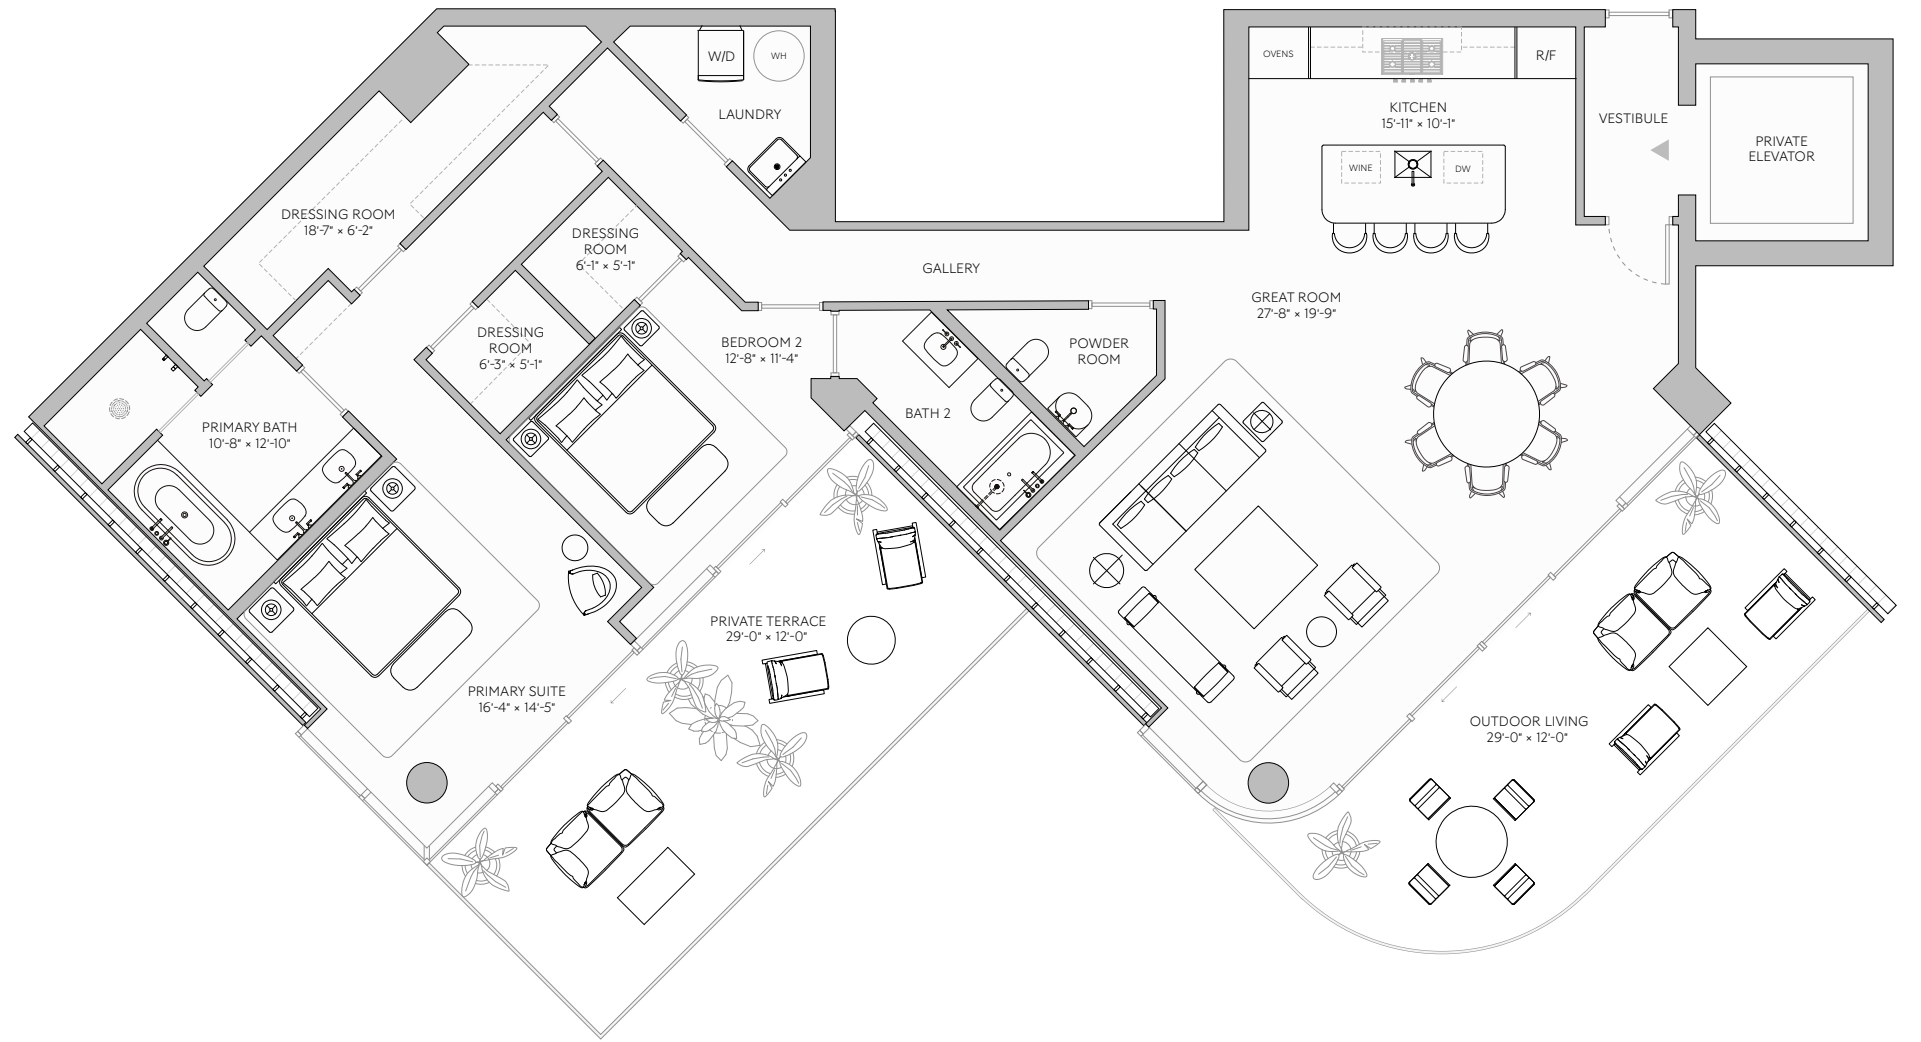 W/D
WH
LAUNDRY
OVENS
R/F
KITCHEN
15'-11" × 10'-1"
VESTIBULE
PRIVATE
ELEVATOR
WINE
DW
DRESSING ROOM
18'-7" × 6'-2"
DRESSING
ROOM
6'-1" × 5'-1"
GALLERY
GREAT ROOM
27'-8" × 19'-9"
DRESSING
ROOM
6'-3" × 5'-1"
BEDROOM 2
12'-8" × 11'-4"
POWDER
ROOM
BATH 2
PRIMARY BATH
10'-8" × 12'-10"
PRIVATE TERRACE
29'-0" × 12'-0"
PRIMARY SUITE
16'-4" × 14'-5"
OUTDOOR LIVING
29'-0" × 12'-0"